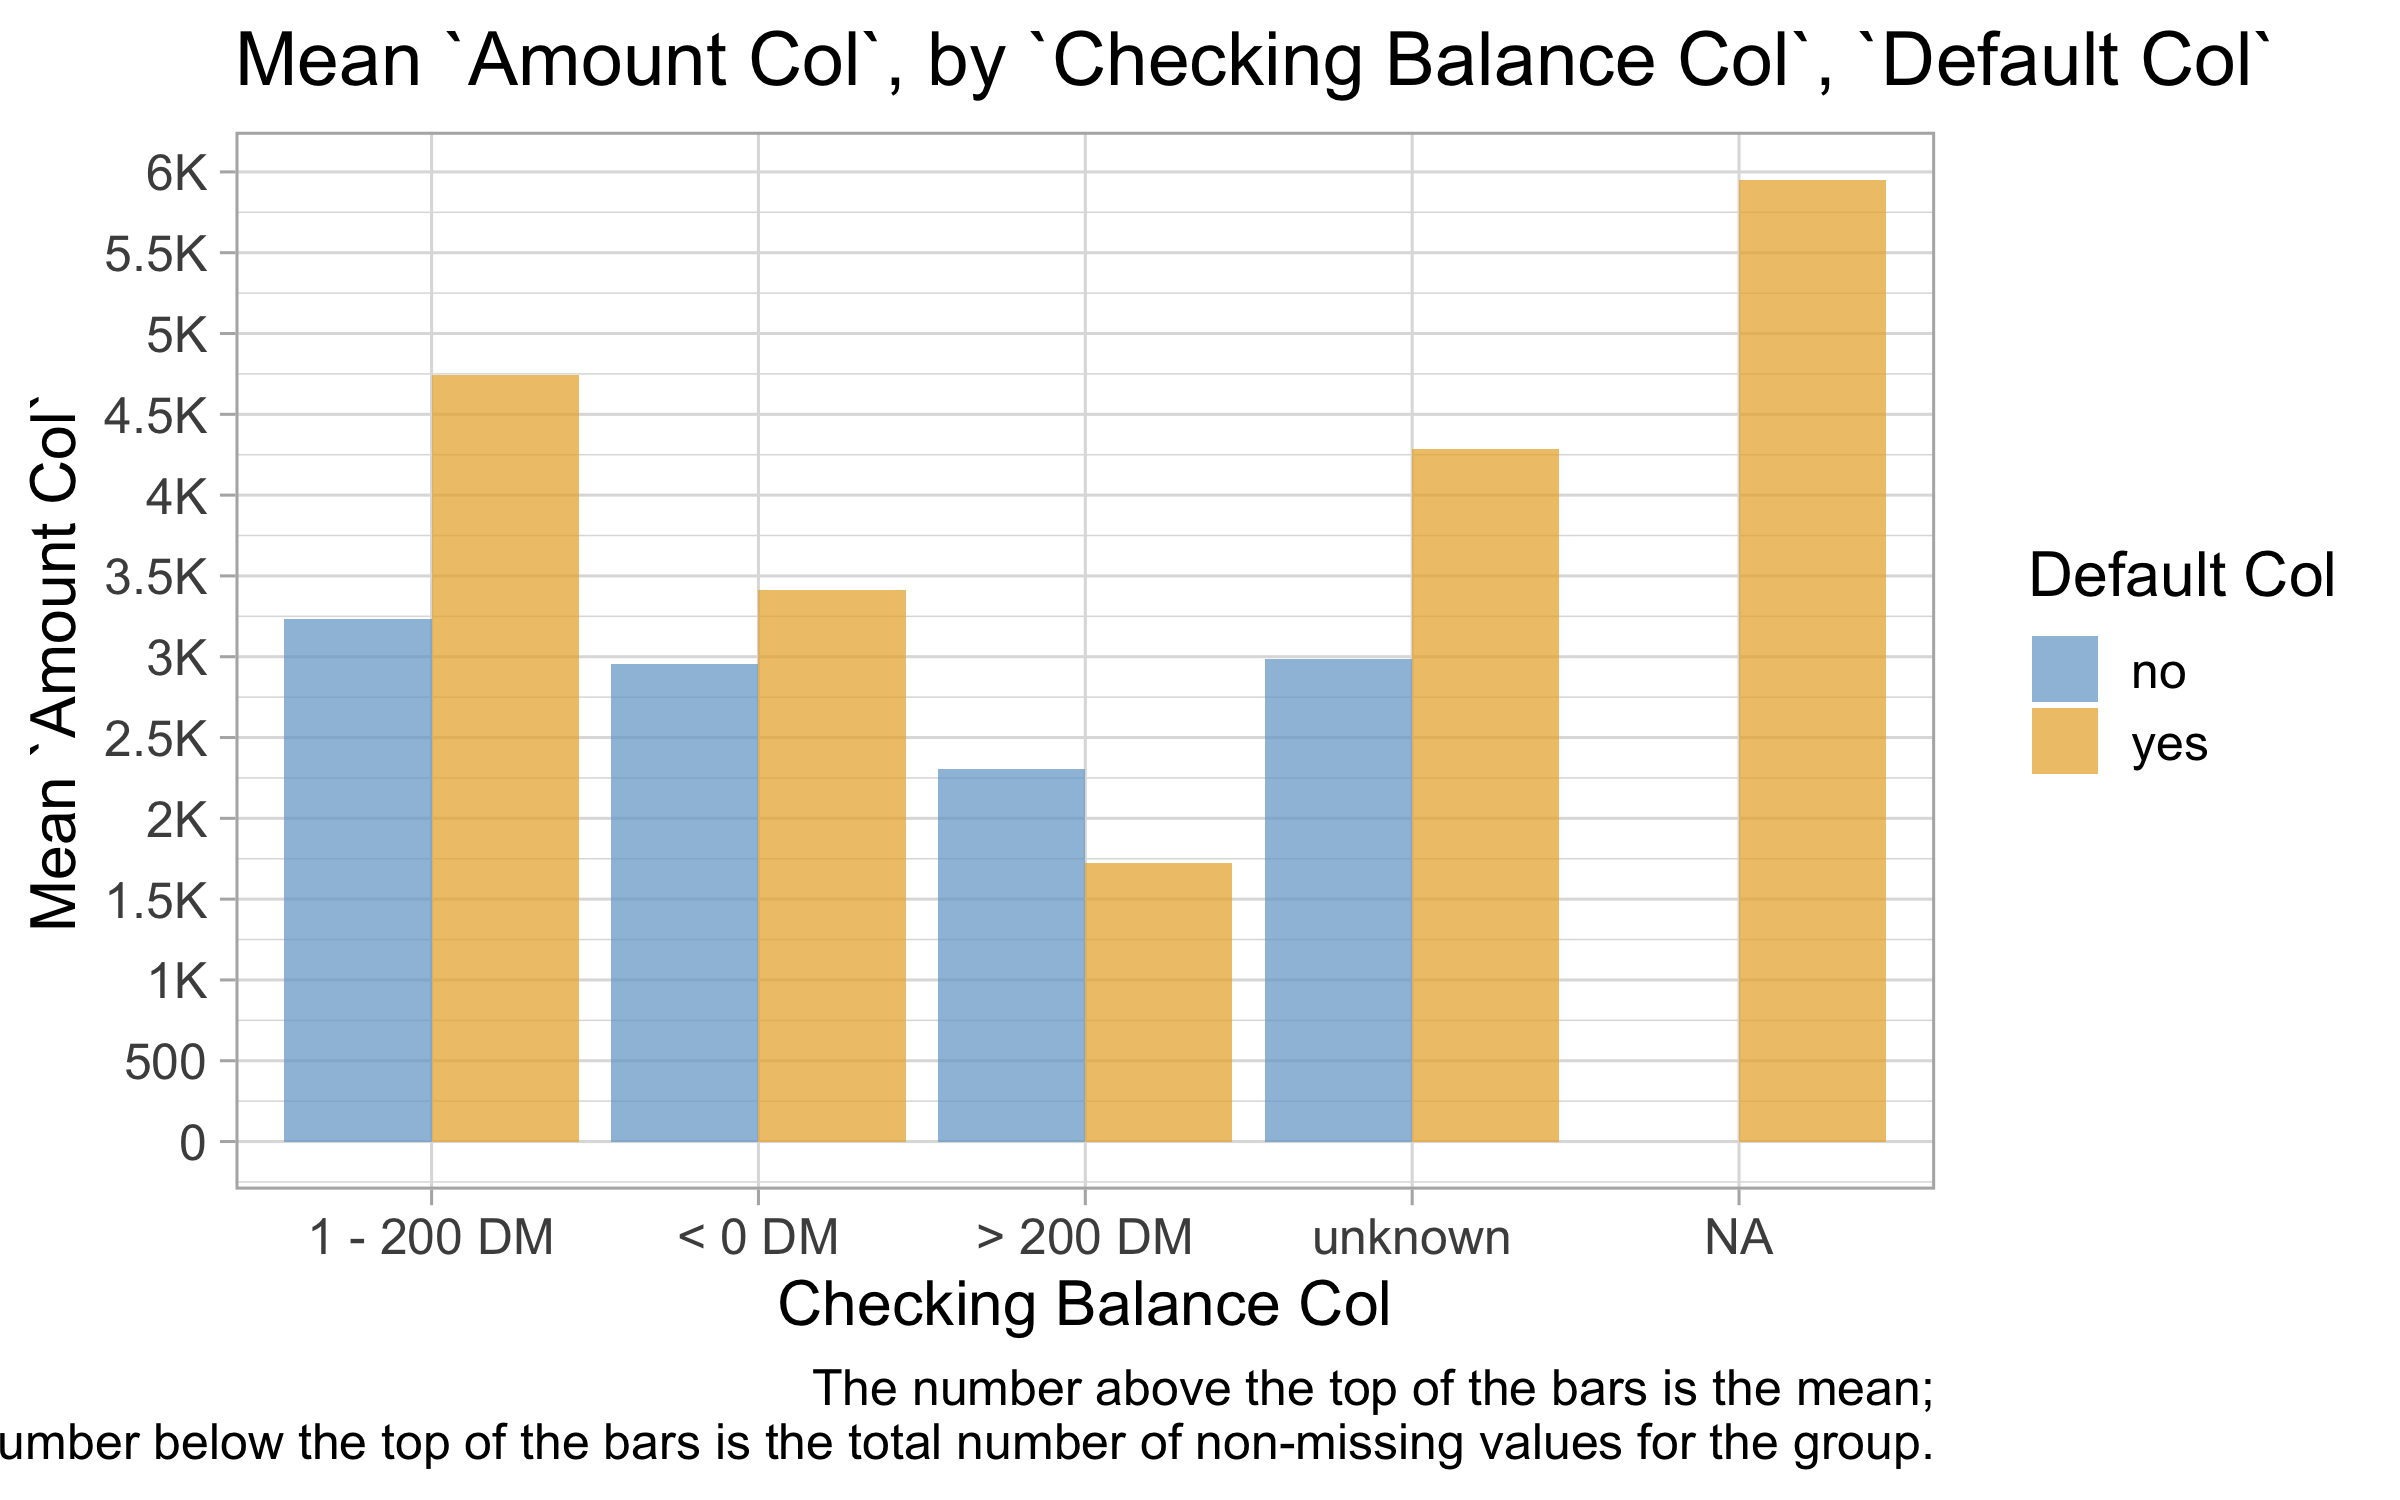 Mean `Amount Col`, by `Checking Balance Col`, `Default Col`
Mean `Amount Col`
6K
5.5K
5K
4.5K
4K
3.5K
3K
2.5K
2K
1.5K
1K
500
0
1 - 200 DM
< 0 DM
> 200 DM
unknown
NA
Checking Balance Col
Default Col
no
yes
The number above the top of the bars is the mean;
umber below the top of the bars is the total number of non-missing values for the group.